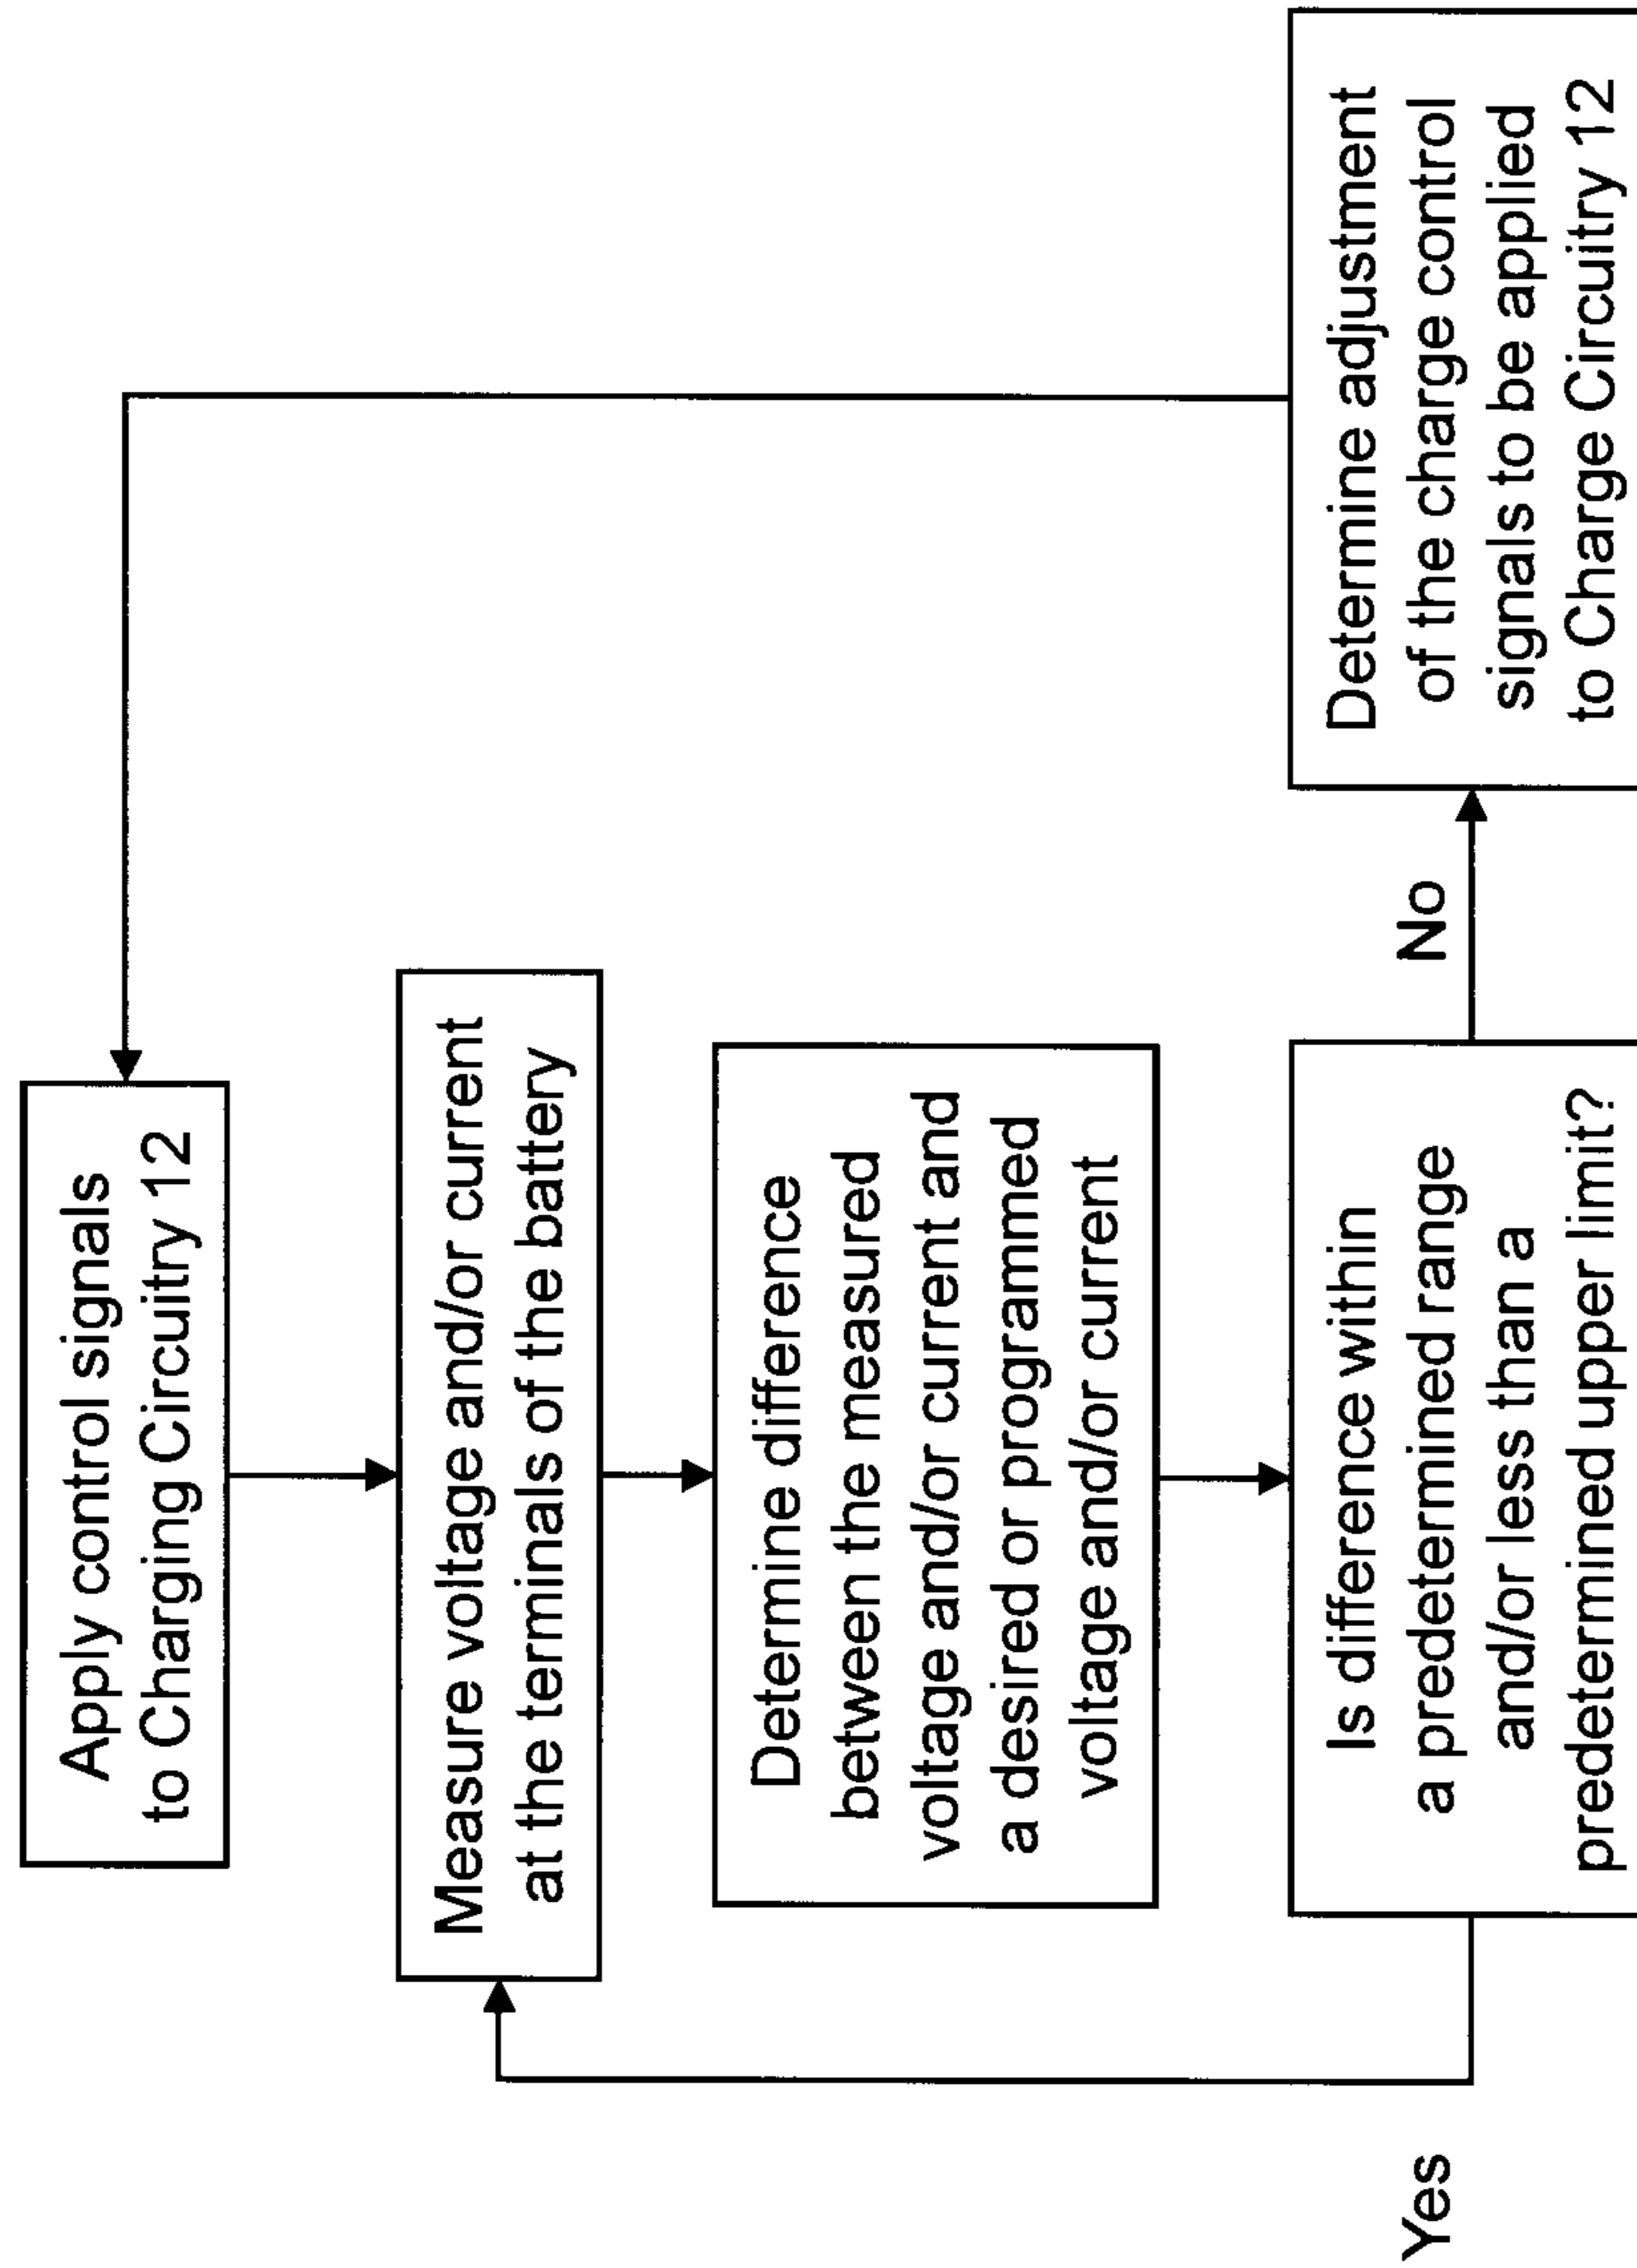 Apply control signals
to Charging Circuitry 12
Measure voltage and/or current
at the terminals of the battery
Determine difference
between the measured
voltage and/or current and
a desired or programmed
voltage and/or current
Is difference within
a predetermined range
and/or less than a
predetermined upper limit?
Yes
No
Determine adjustment
of the charge control
signals to be applied
to Charge Circuitry 12